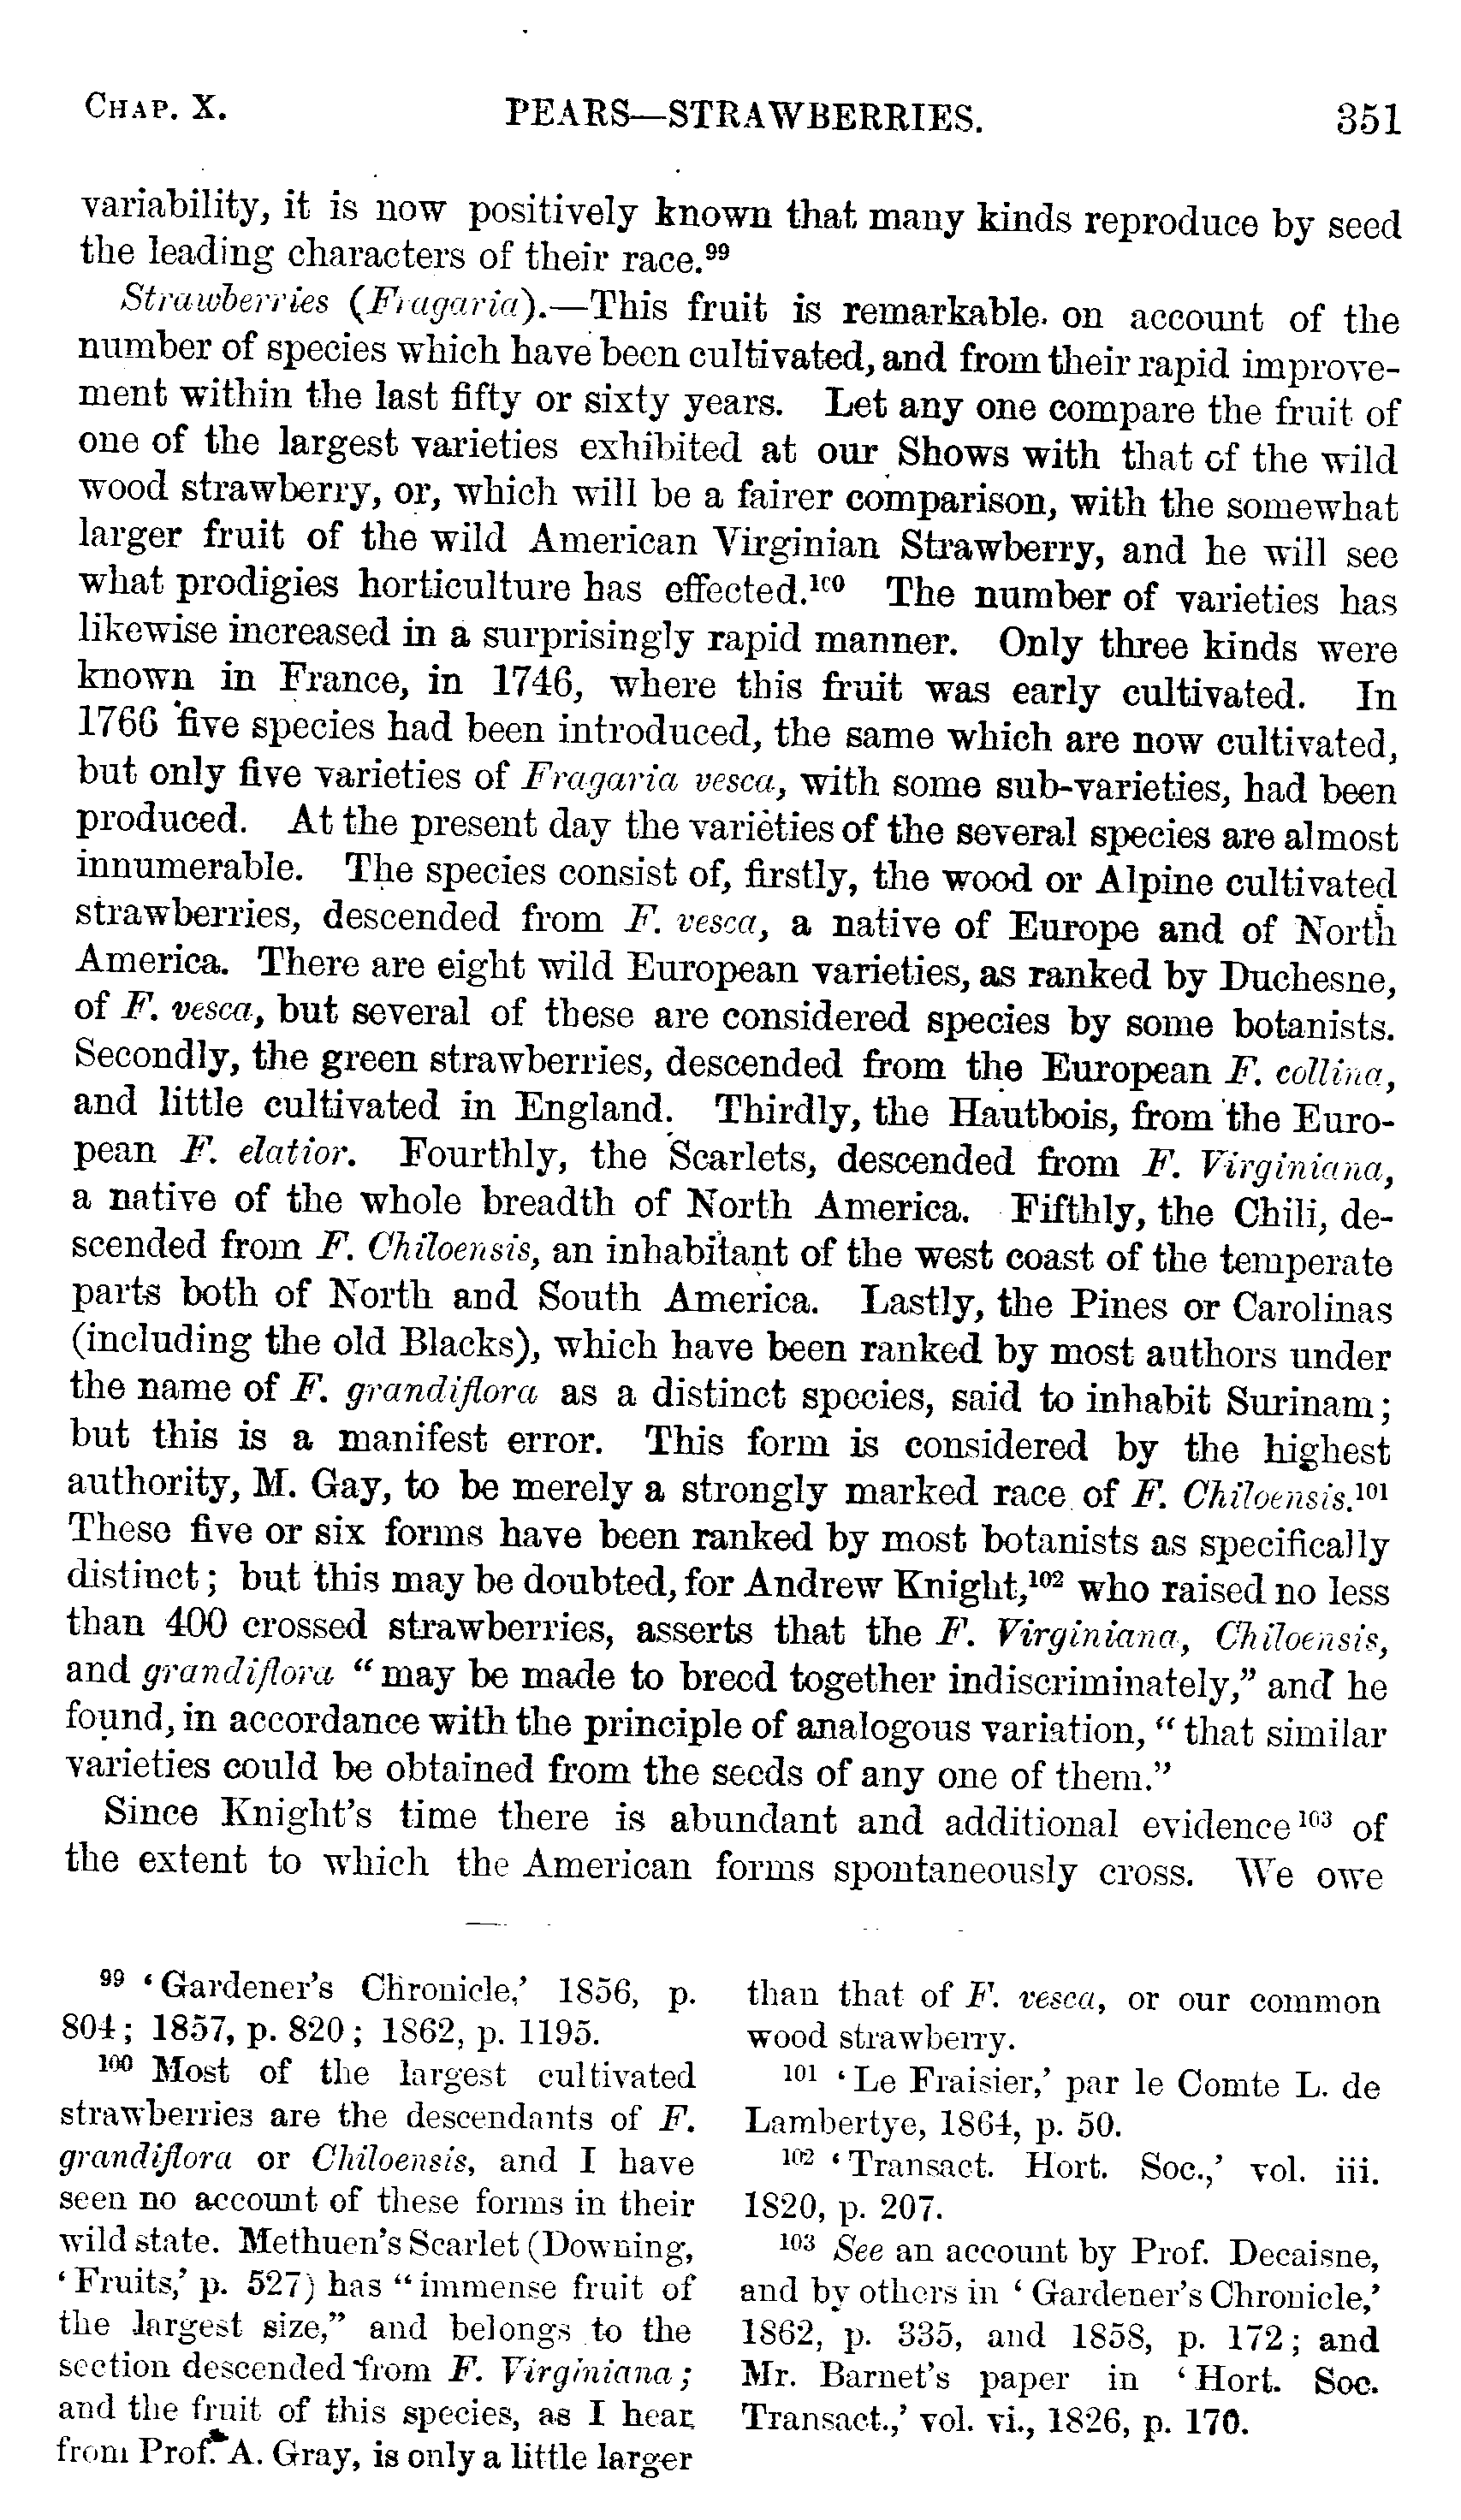 CHAP. X. PEARS—STRAWBERRIES. 351
variability, it is now positively known that many kinds reproduce by seed
the leading characters of their race.⁹⁹
Strawberries (Fragaria).—This fruit is remarkable on account of the
number of species which have been cultivated, and from their rapid improve-
ment within the last fifty or sixty years. Let any one compare the fruit of
one of the largest varieties exhibited at our Shows with that of the wild
wood strawberry, or, which will be a fairer comparison, with the somewhat
larger fruit of the wild American Virginian Strawberry, and he will see
what prodigies horticulture has effected.¹⁰⁰ The number of varieties has
likewise increased in a surprisingly rapid manner. Only three kinds were
known in France, in 1746, where this fruit was early cultivated. In
1766 five species had been introduced, the same which are now cultivated,
but only five varieties of Fragaria vesca, with some sub-varieties, had been
produced. At the present day the varieties of the several species are almost
innumerable. The species consist of, firstly, the wood or Alpine cultivated
strawberries, descended from F. vesca, a native of Europe and of North
America. There are eight wild European varieties, as ranked by Duchesne,
of F. vesca, but several of these are considered species by some botanists.
Secondly, the green strawberries, descended from the European F. collina,
and little cultivated in England. Thirdly, the Hautbois, from the Euro-
pean F. elatior. Fourthly, the Scarlets, descended from F. Virginiana,
a native of the whole breadth of North America. Fifthly, the Chili, de-
scended from F. Chiloensis, an inhabitant of the west coast of the temperate
parts both of North and South America. Lastly, the Pines or Carolinas
(including the old Blacks), which have been ranked by most authors under
the name of F. grandiflora as a distinct species, said to inhabit Surinam;
but this is a manifest error. This form is considered by the highest
authority, M. Gay, to be merely a strongly marked race of F. Chiloensis.¹⁰¹
These five or six forms have been ranked by most botanists as specifically
distinct; but this may be doubted, for Andrew Knight,¹⁰² who raised no less
than 400 crossed strawberries, asserts that the F. Virginiana, Chiloensis,
and grandiflora "may be made to breed together indiscriminately," and he
found, in accordance with the principle of analogous variation, "that similar
varieties could be obtained from the seeds of any one of them."
Since Knight's time there is abundant and additional evidence¹⁰³ of
the extent to which the American forms spontaneously cross. We owe
⁹⁹ 'Gardener's Chronicle,' 1856, p.
804; 1857, p. 820; 1862, p. 1195.
¹⁰⁰ Most of the largest cultivated
strawberries are the descendants of F.
grandiflora or Chiloensis, and I have
seen no account of these forms in their
wild state. Methuen's Scarlet (Downing,
'Fruits,' p. 527) has "immense fruit of
the largest size," and belongs to the
section descended from F. Virginiana;
and the fruit of this species, as I hear
from Prof. A. Gray, is only a little larger
than that of F. vesca, or our common
wood strawberry.
¹⁰¹ 'Le Fraisier,' par le Comte L. de
Lambertye, 1864, p. 50.
¹⁰² 'Transact. Hort. Soc.,' vol. iii.
1820, p. 207.
¹⁰³ See an account by Prof. Decaisne,
and by others in 'Gardener's Chronicle,'
1862, p. 335, and 1858, p. 172; and
Mr. Barnet's paper in 'Hort. Soc.
Transact.,' vol. vi., 1826, p. 170.